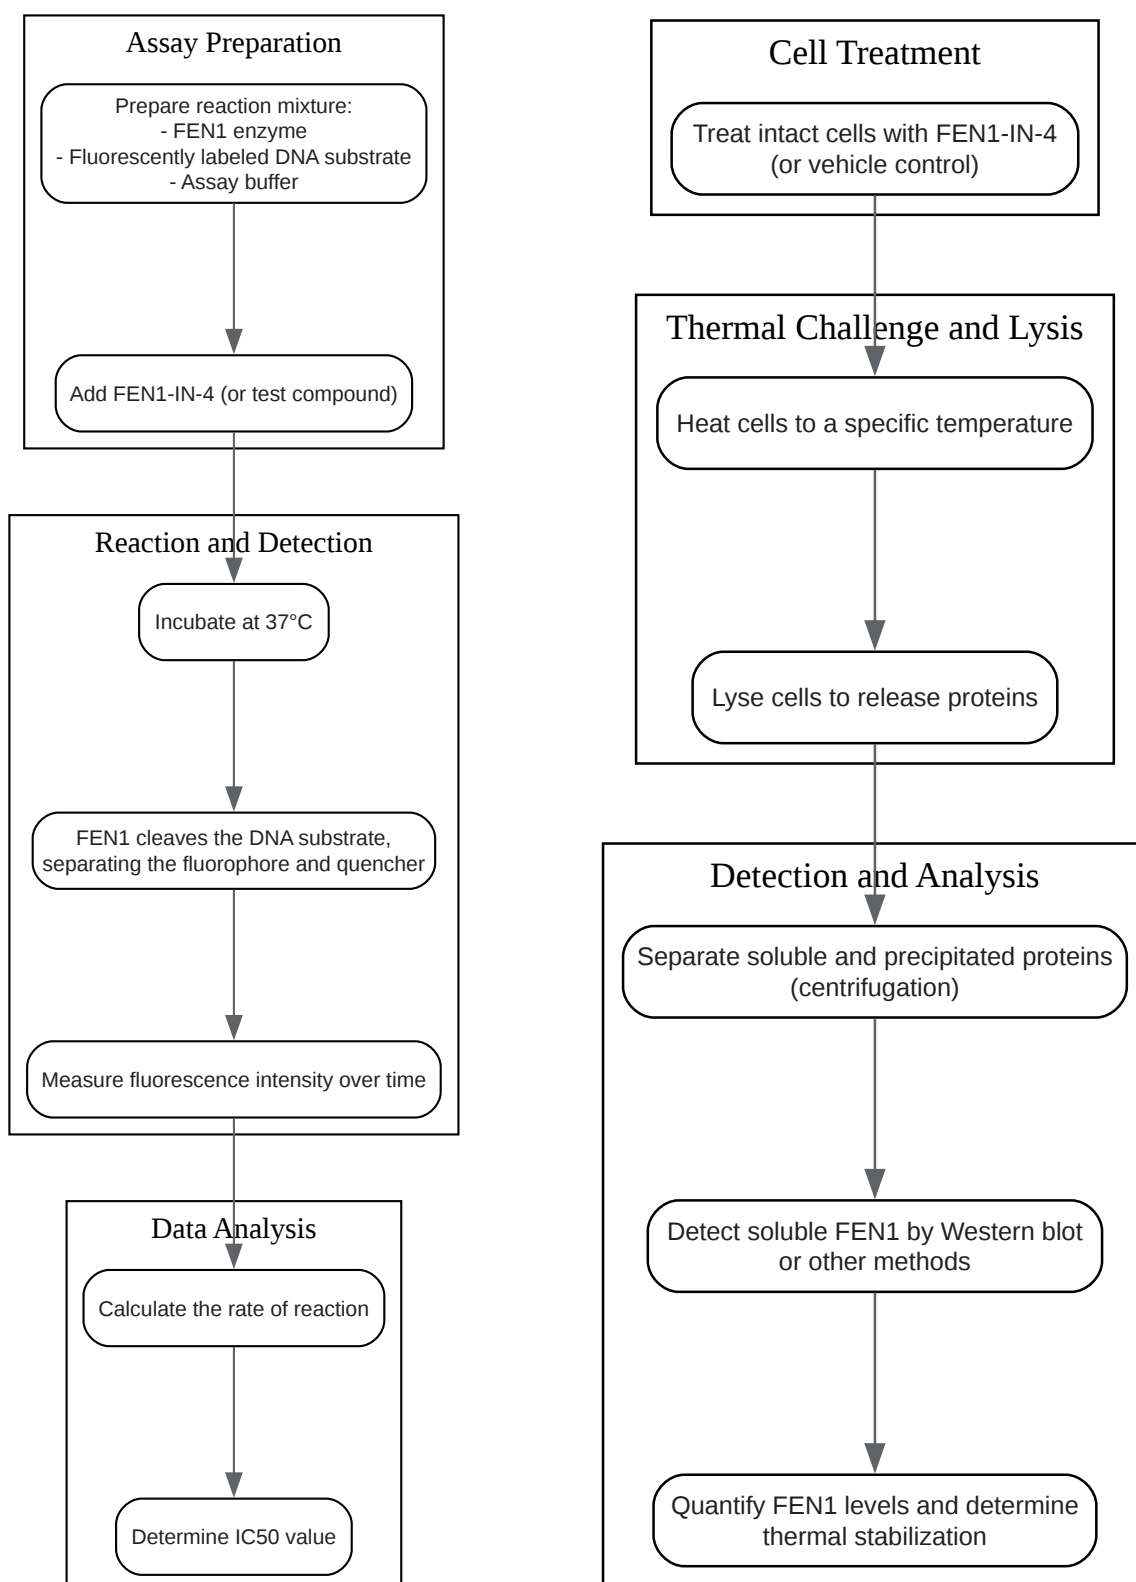 Assay Preparation
Prepare reaction mixture:
- FEN1 enzyme
- Fluorescently labeled DNA substrate
- Assay buffer
Add FEN1-IN-4 (or test compound)
Reaction and Detection
Incubate at 37°C
FEN1 cleaves the DNA substrate,
separating the fluorophore and quencher
Measure fluorescence intensity over time
Data Analysis
Calculate the rate of reaction
Determine IC50 value
Cell Treatment
Treat intact cells with FEN1-IN-4
(or vehicle control)
Thermal Challenge and Lysis
Heat cells to a specific temperature
Lyse cells to release proteins
Detection and Analysis
Separate soluble and precipitated proteins
(centrifugation)
Detect soluble FEN1 by Western blot
or other methods
Quantify FEN1 levels and determine
thermal stabilization